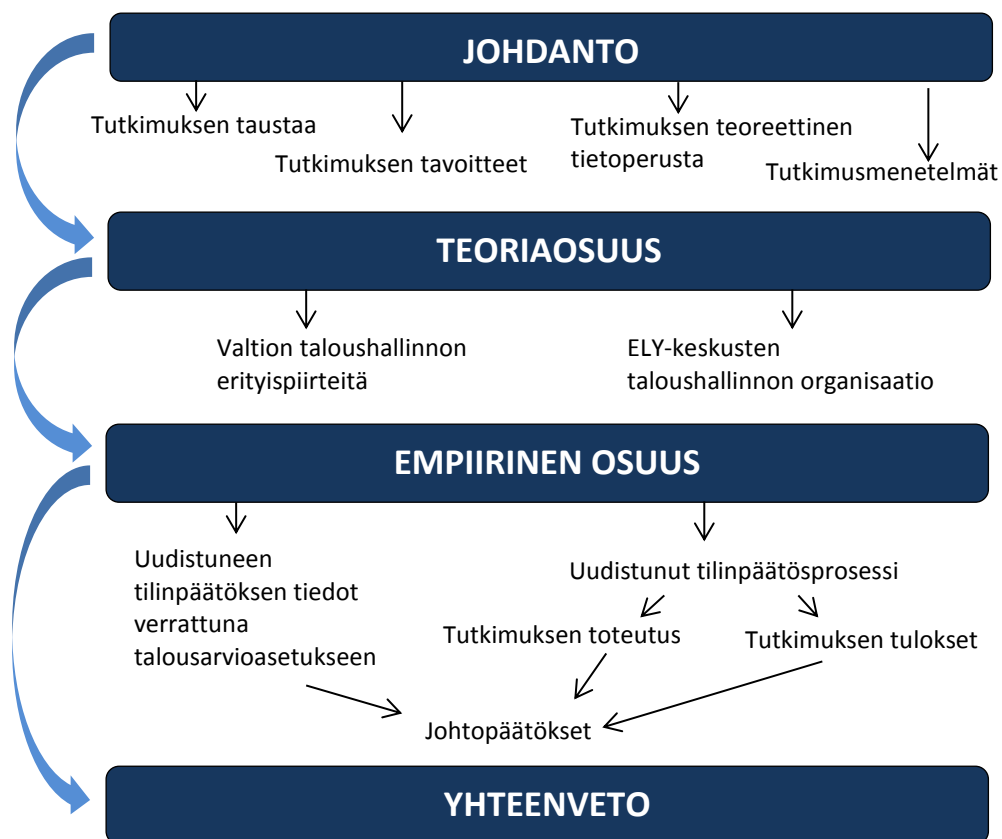 JOHDANTO
Tutkimuksen taustaa
Tutkimuksen tavoitteet
Tutkimuksen teoreettinen
tietoperusta
Tutkimusmenetelmät
TEORIAOSUUS
Valtion taloushallinnon
erityispiirteitä
ELY-keskusten
taloushallinnon organisaatio
EMPIIRINEN OSUUS
Uudistuneen
tilinpäätöksen tiedot
verrattuna
talousarvioasetukseen
Uudistunut tilinpäätösprosessi
Tutkimuksen toteutus
Tutkimuksen tulokset
Johtopäätökset
YHTEENVETO